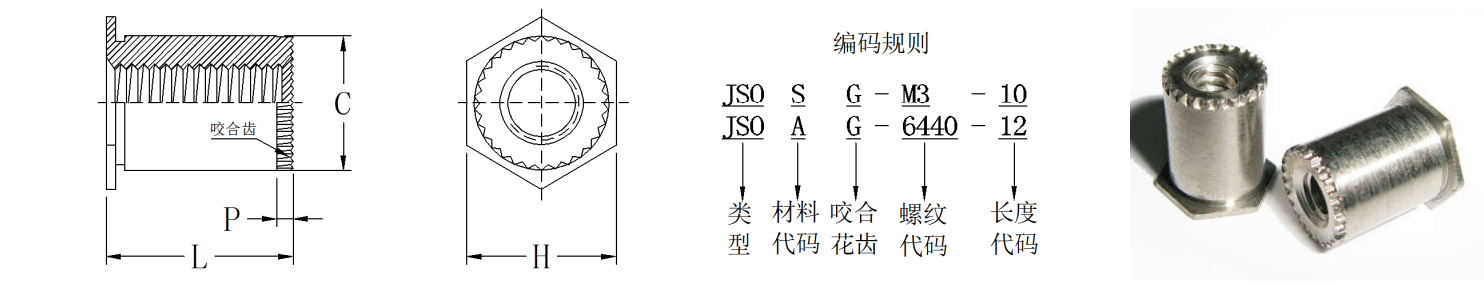 咬合齿
C
P
L
H
编码规则
JSO S G - M3 - 10
JSO A G - 6440 - 12
类型 材料代码 咬合花齿 螺纹代码 长度代码